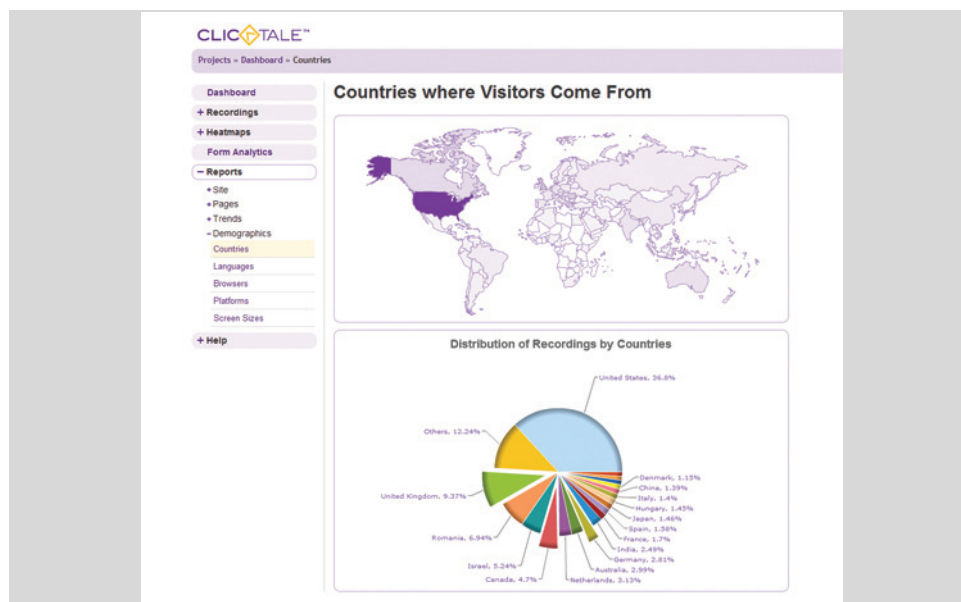 CLICTALE™
Projects » Dashboard » Countries
Dashboard
+ Recordings
+ Heatmaps
Form Analytics
− Reports
+Site
+Pages
+Trends
−Demographics
Countries
Languages
Browsers
Platforms
Screen Sizes
+ Help
Countries where Visitors Come From
Distribution of Recordings by Countries
United States, 36.8%
Others, 12.24%
United Kingdom, 9.37%
Romania, 6.94%
Israel, 5.24%
Canada, 4.7%
Netherlands, 3.13%
Australia, 2.99%
Germany, 2.81%
India, 2.49%
France, 1.7%
Spain, 1.56%
Japan, 1.46%
Hungary, 1.45%
Italy, 1.4%
China, 1.39%
Denmark, 1.15%